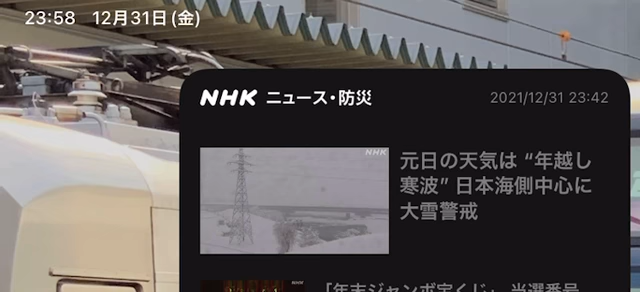 23:58 12月31日(金)
NHK ニュース・防災 2021/12/31 23:42
NHK
元日の天気は “年越し
寒波” 日本海側中心に
大雪警戒
NHK
「年末ジャンボ宝くじ」 当選番号